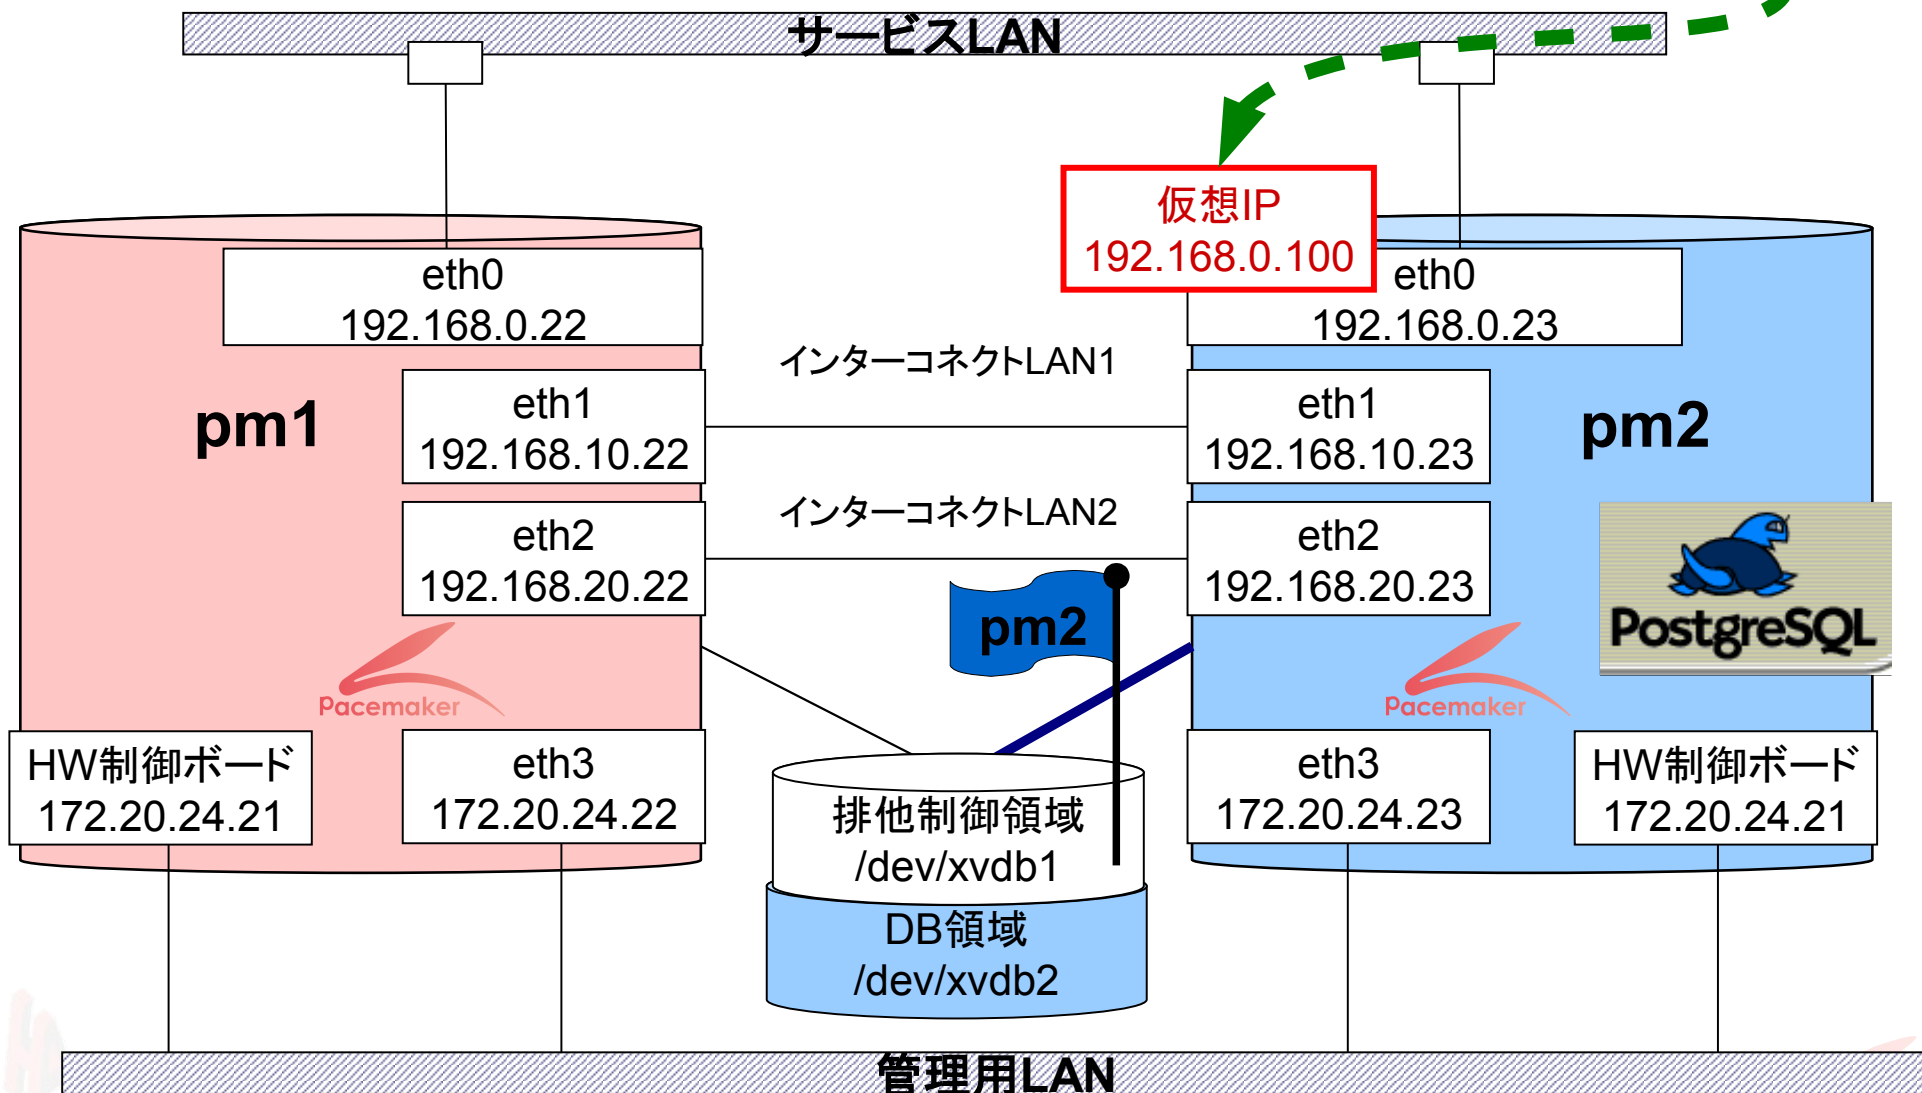 サービスLAN
仮想IP
192.168.0.100
eth0
192.168.0.22
eth0
192.168.0.23
インターコネクトLAN1
pm1
eth1
192.168.10.22
eth1
192.168.10.23
pm2
インターコネクトLAN2
eth2
192.168.20.22
eth2
192.168.20.23
pm2
PostgreSQL
Pacemaker
Pacemaker
HW制御ボード
172.20.24.21
eth3
172.20.24.22
排他制御領域
/dev/xvdb1
eth3
172.20.24.23
HW制御ボード
172.20.24.21
DB領域
/dev/xvdb2
管理用LAN